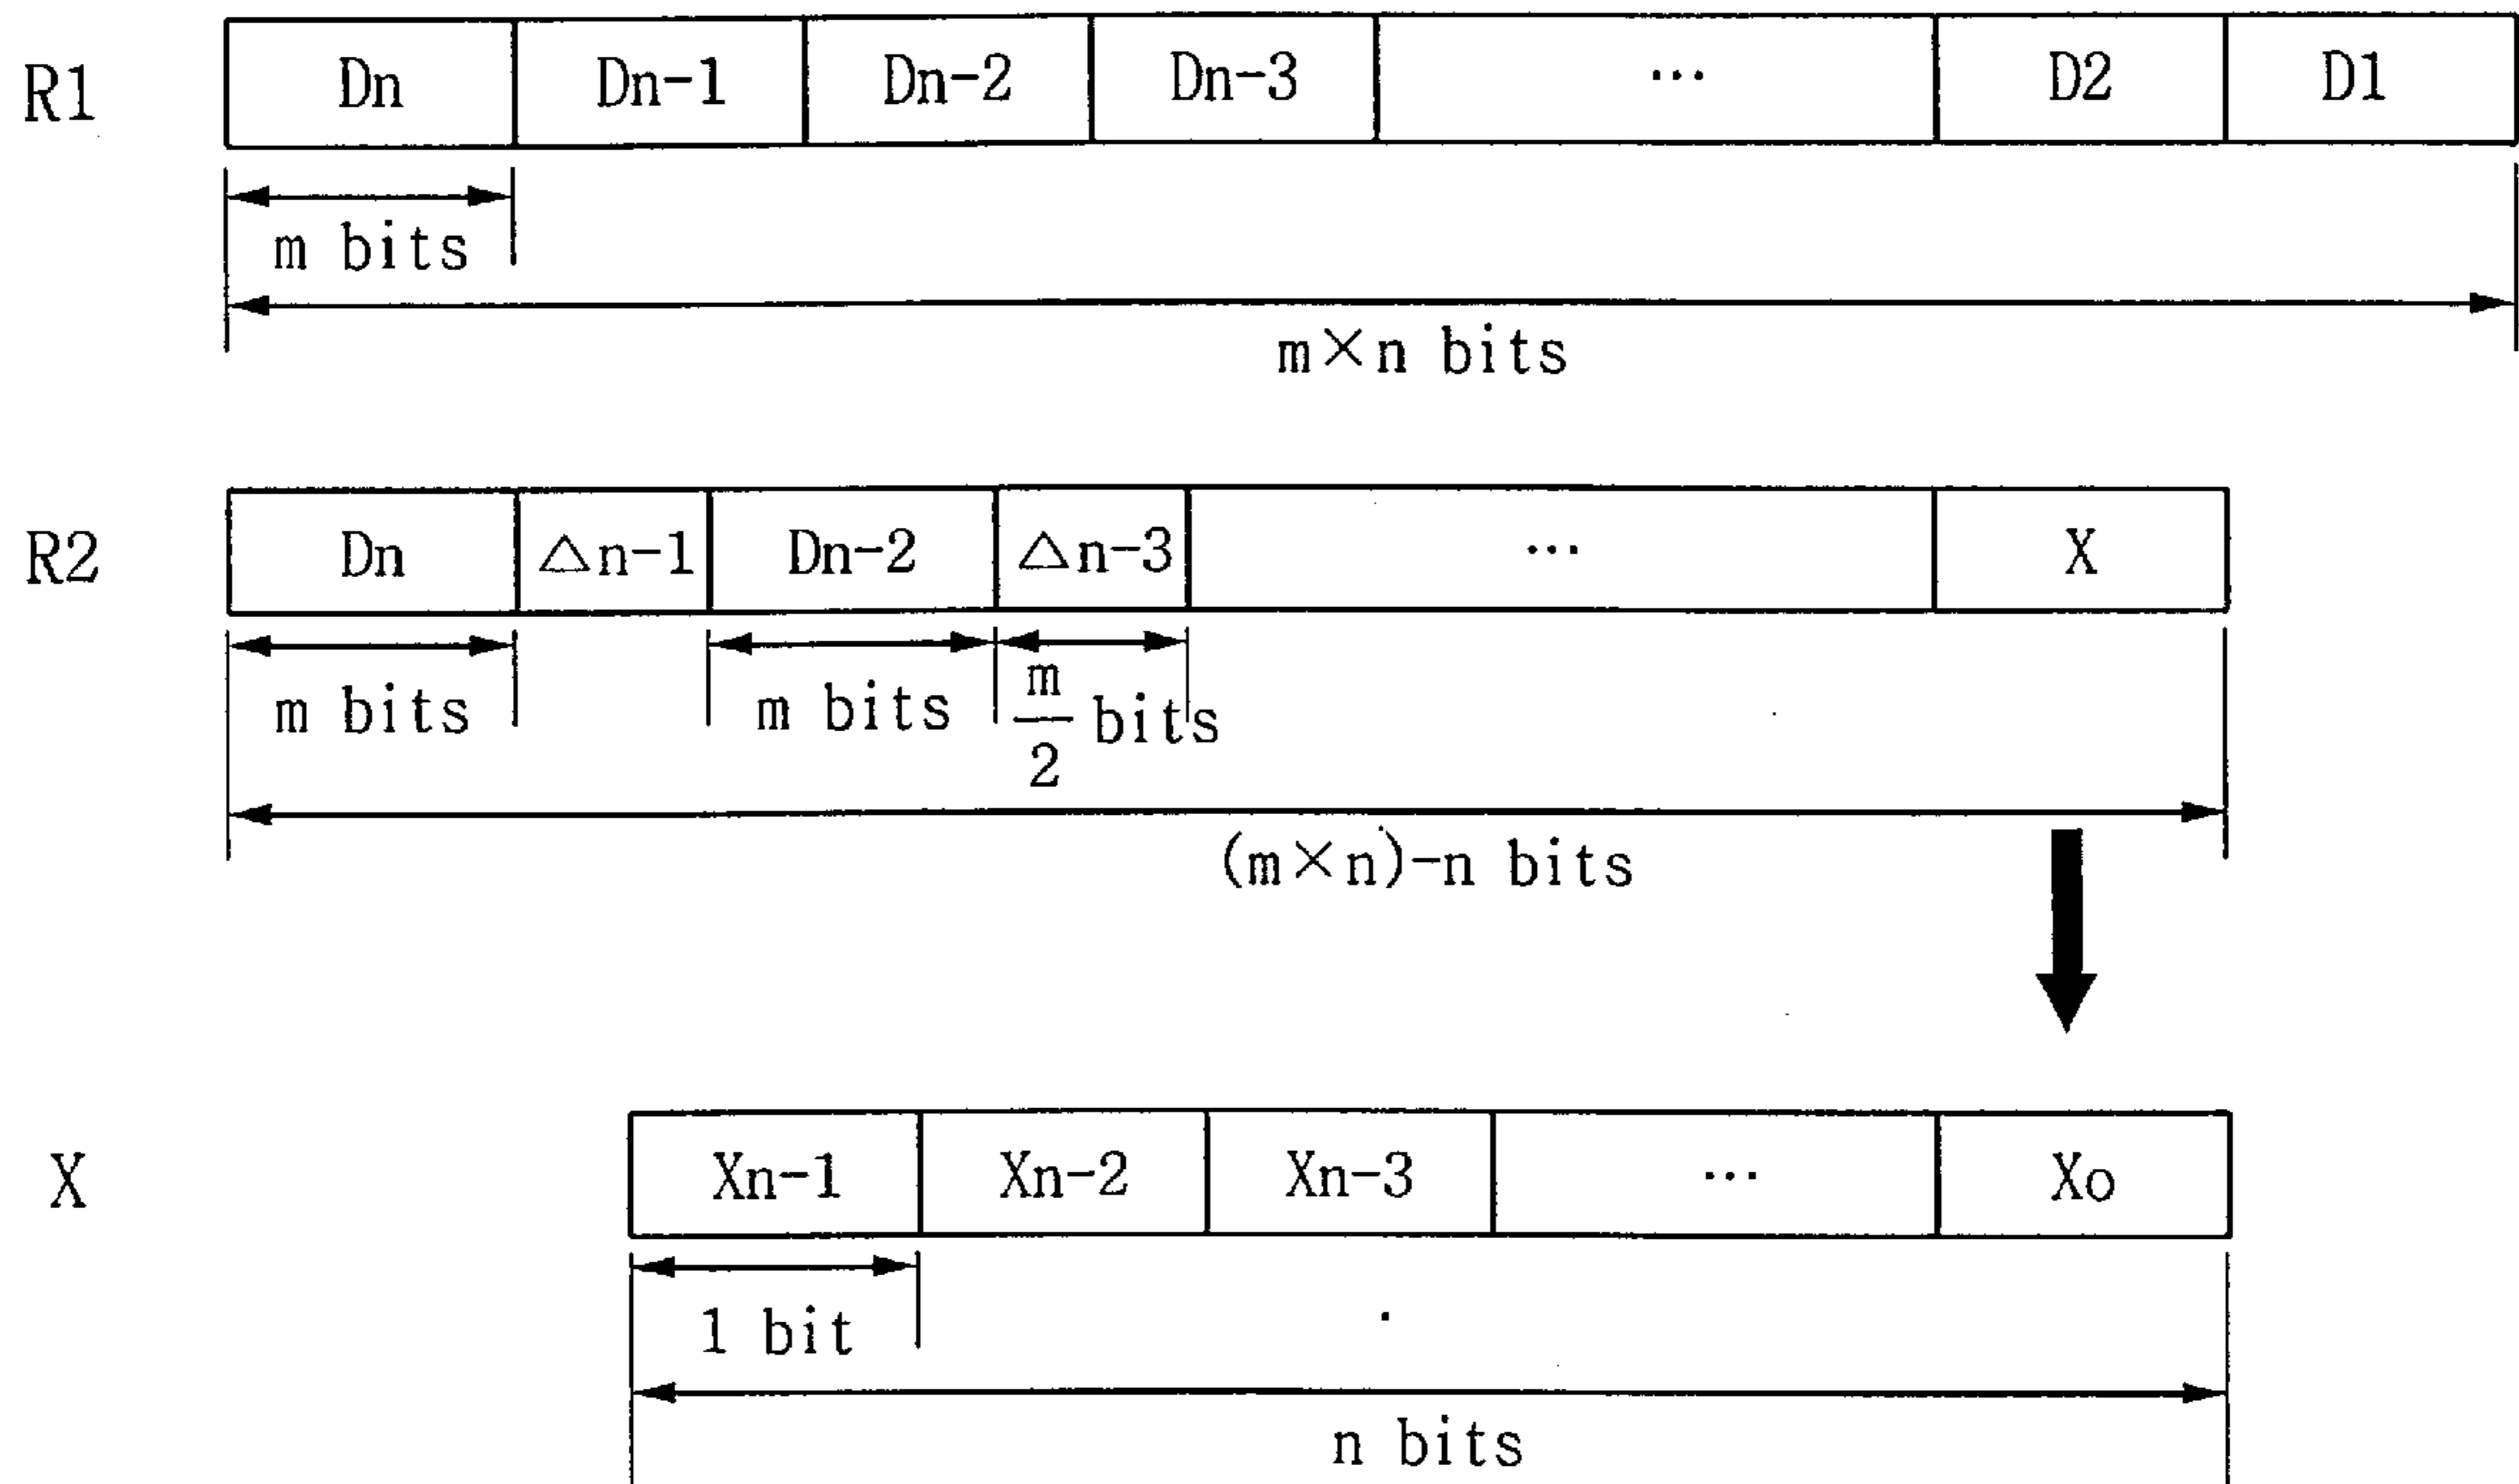 R1 Dn Dn-1 Dn-2 Dn-3 ··· D2 D1
m bits
m×n bits
R2 Dn △n-1 Dn-2 △n-3 ··· X
m bits m bits m/2 bits
(m×n)-n bits
X Xn-1 Xn-2 Xn-3 ··· Xo
1 bit
n bits